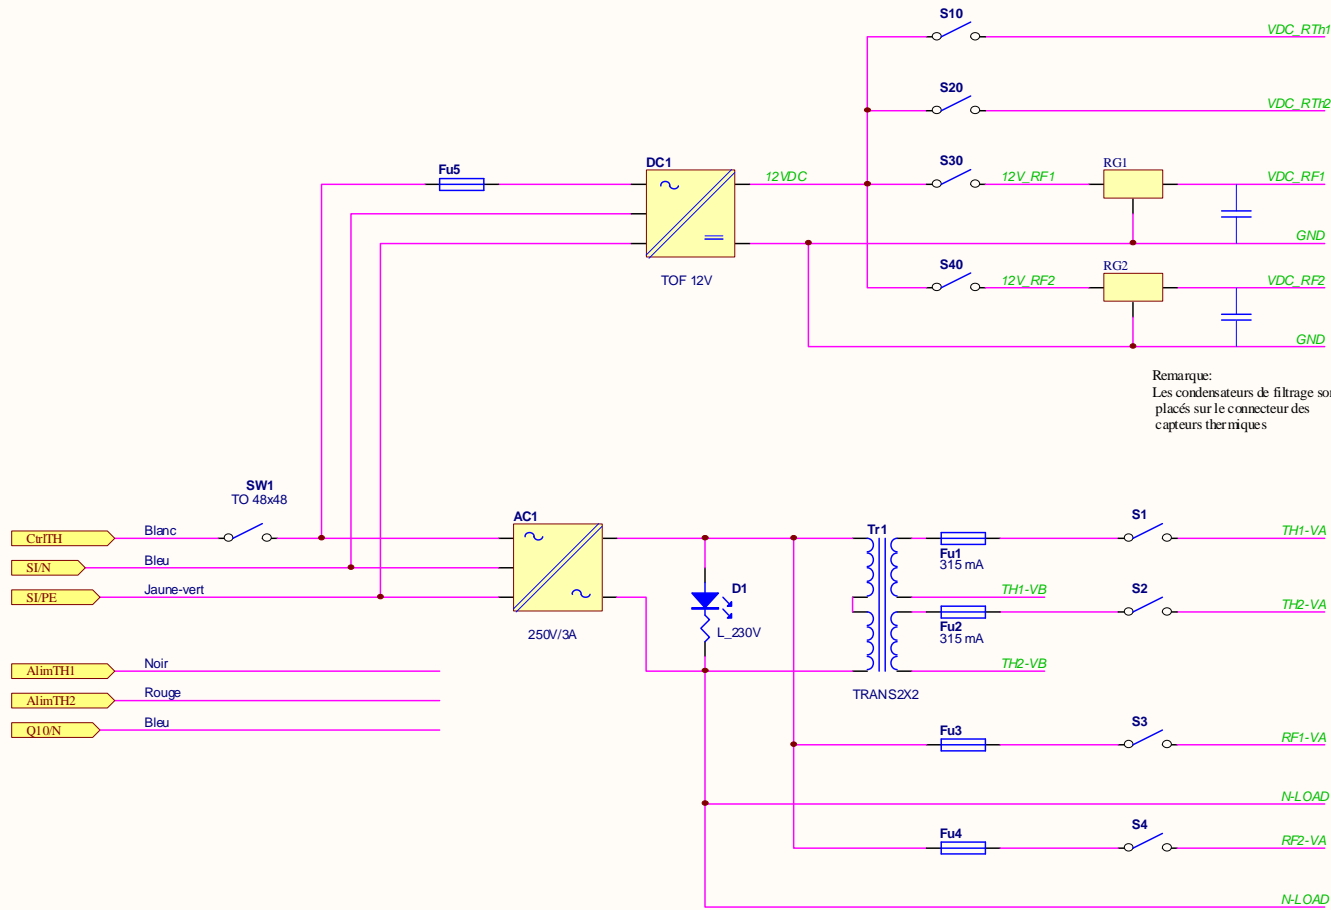 S10
VDC_RTh1
S20
VDC_RTh2
Fu5
DC1
12VDC
S30
12V_RF1
RG1
VDC_RF1
GND
TOF 12V
S40
12V_RF2
RG2
VDC_RF2
GND
Remarque:
Les condensateurs de filtrage so
placés sur le connecteur des
capteurs thermiques
SW1
TO 48x48
CtrlTH
Blanc
SI/N
Bleu
SI/PE
Jaune-vert
AC1
250V/3A
D1
L_230V
Tr1
TRANS2X2
Fu1
315 mA
S1
TH1-VA
TH1-VB
Fu2
315 mA
S2
TH2-VA
TH2-VB
AlimTH1
Noir
AlimTH2
Rouge
Q10/N
Bleu
Fu3
S3
RF1-VA
N-LOAD
Fu4
S4
RF2-VA
N-LOAD